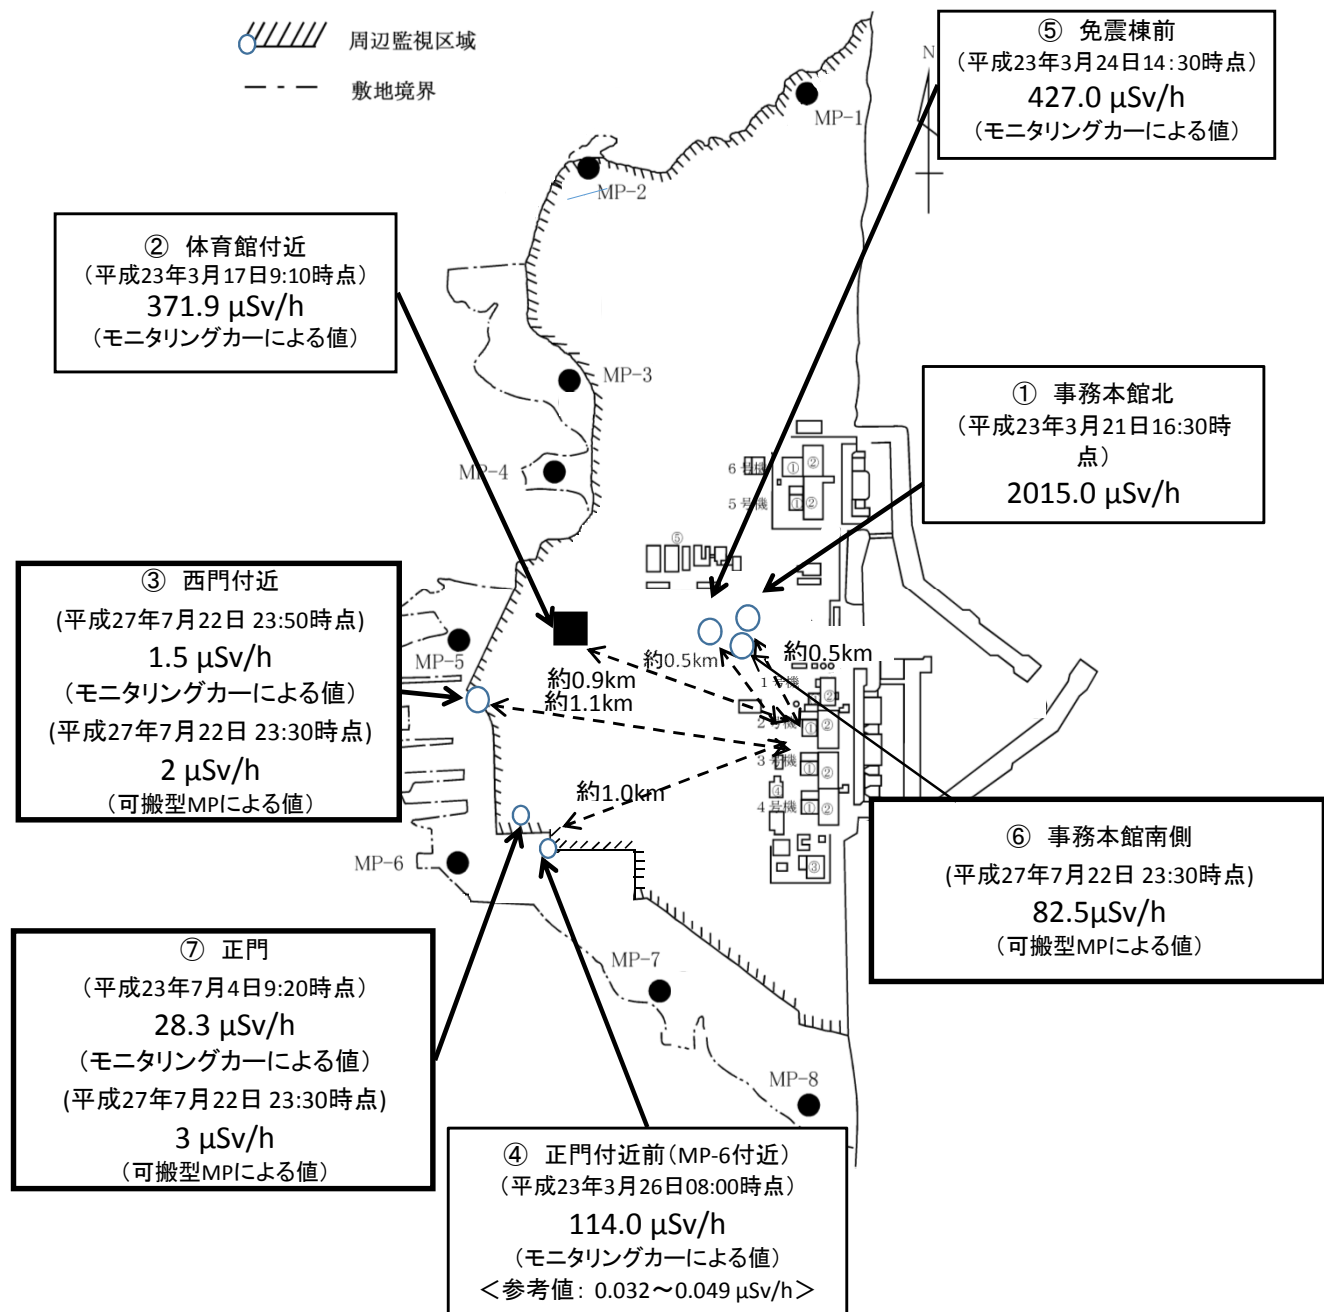 周辺監視区域
敷地境界
⑤ 免震棟前
（平成23年3月24日14:30時点）
427.0 μSv/h
（モニタリングカーによる値）
N
MP-1
MP-2
② 体育館付近
（平成23年3月17日9:10時点）
371.9 μSv/h
（モニタリングカーによる値）
MP-3
① 事務本館北
（平成23年3月21日16:30時
点）
2015.0 μSv/h
MP-4
6号機
①
②
5号機
①
②
⑤
③ 西門付近
(平成27年7月22日 23:50時点)
1.5 μSv/h
（モニタリングカーによる値）
(平成27年7月22日 23:30時点)
2 μSv/h
（可搬型MPによる値）
MP-5
約0.5km
約0.5km
約0.9km
約1.1km
1号機
②
2号機
①
②
3号機
①
②
④
4号機
①
②
③
約1.0km
MP-6
⑥ 事務本館南側
(平成27年7月22日 23:30時点)
82.5μSv/h
（可搬型MPによる値）
⑦ 正門
（平成23年7月4日9:20時点）
28.3 μSv/h
（モニタリングカーによる値）
(平成27年7月22日 23:30時点)
3 μSv/h
（可搬型MPによる値）
MP-7
MP-8
④ 正門付近前（MP-6付近）
（平成23年3月26日08:00時点）
114.0 μSv/h
（モニタリングカーによる値）
＜参考値: 0.032～0.049 μSv/h＞